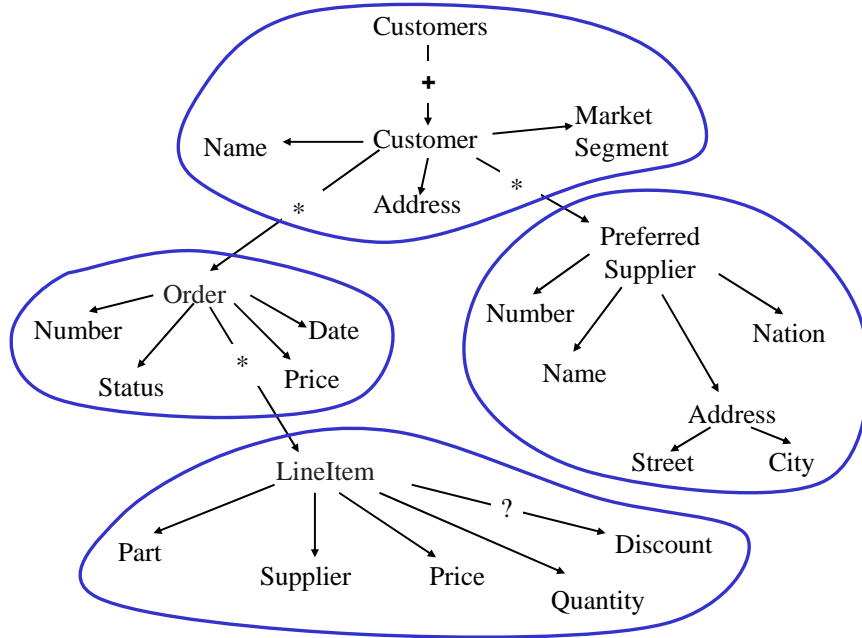 Customers
+
Customer
Name
Market
Segment
Address
*
*
Preferred
Supplier
Order
Number
Date
Status
*
Price
Number
Nation
Name
Address
Street
City
LineItem
?
Part
Supplier
Price
Discount
Quantity